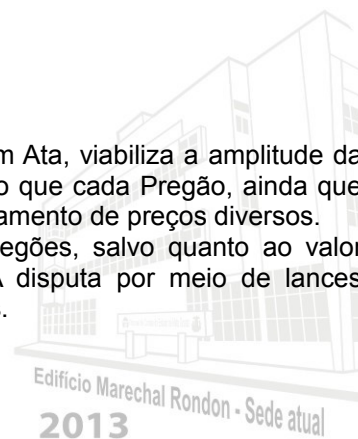 m Ata, viabiliza a amplitude da
o que cada Pregão, ainda que
amento de preços diversos.
egões, salvo quanto ao valor
A disputa por meio de lances
s.
Edifício Marechal Rondon - Sede atual
2013